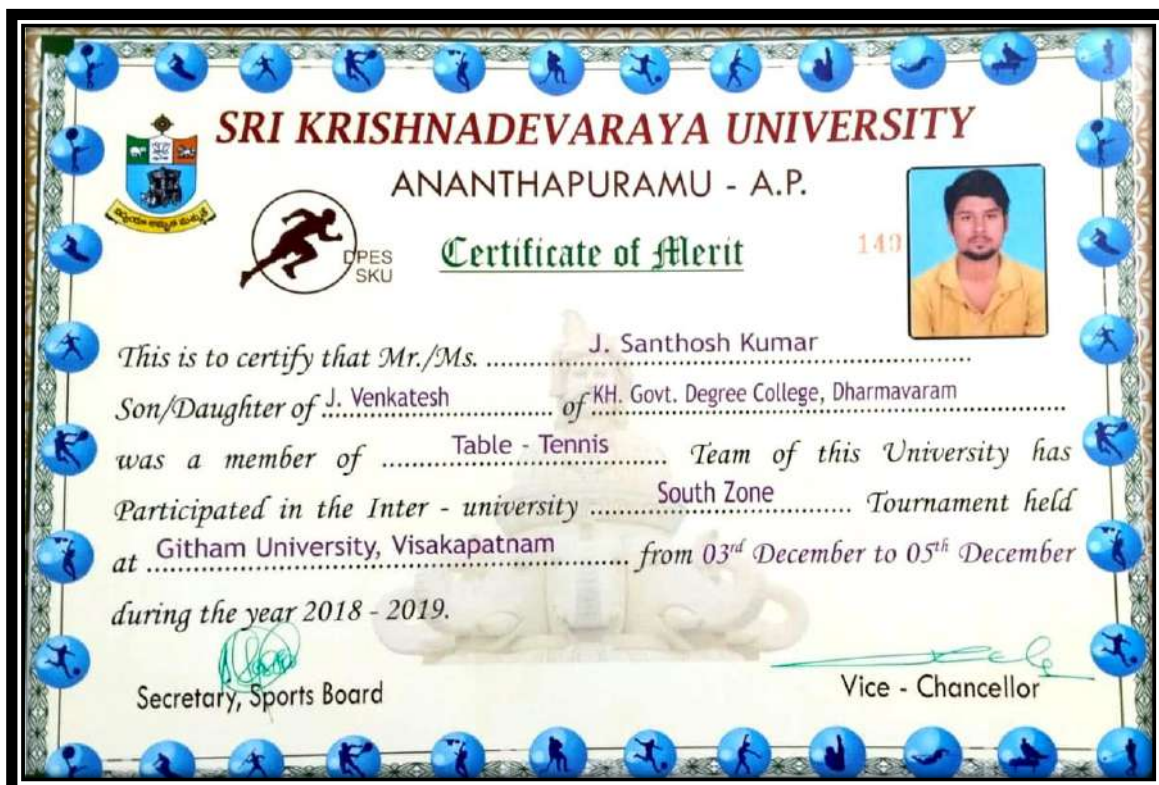 SRI KRISHNADEVARAYA UNIVERSITY
ANANTHAPURAMU - A.P.
DPES
SKU
Certificate of Merit
140
This is to certify that Mr./Ms. ........ J. Santhosh Kumar ........
Son/Daughter of J. Venkatesh ........ of KH. Govt. Degree College, Dharmavaram ........
was a member of ........ Table - Tennis ........ Team of this University has
Participated in the Inter - university ........ South Zone ........ Tournament held
at Githam University, Visakapatnam ........ from 03rd December to 05th December
during the year 2018 - 2019.
Secretary, Sports Board
Vice - Chancellor